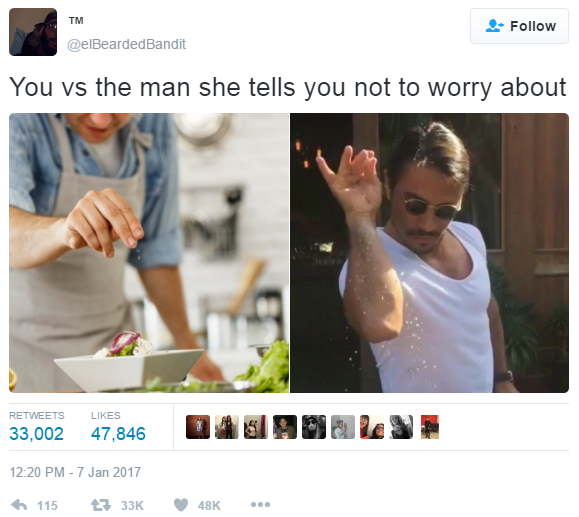 TM
@elBeardedBandit
Follow
You vs the man she tells you not to worry about
RETWEETS LIKES
33,002 47,846
12:20 PM - 7 Jan 2017
115 33K 48K